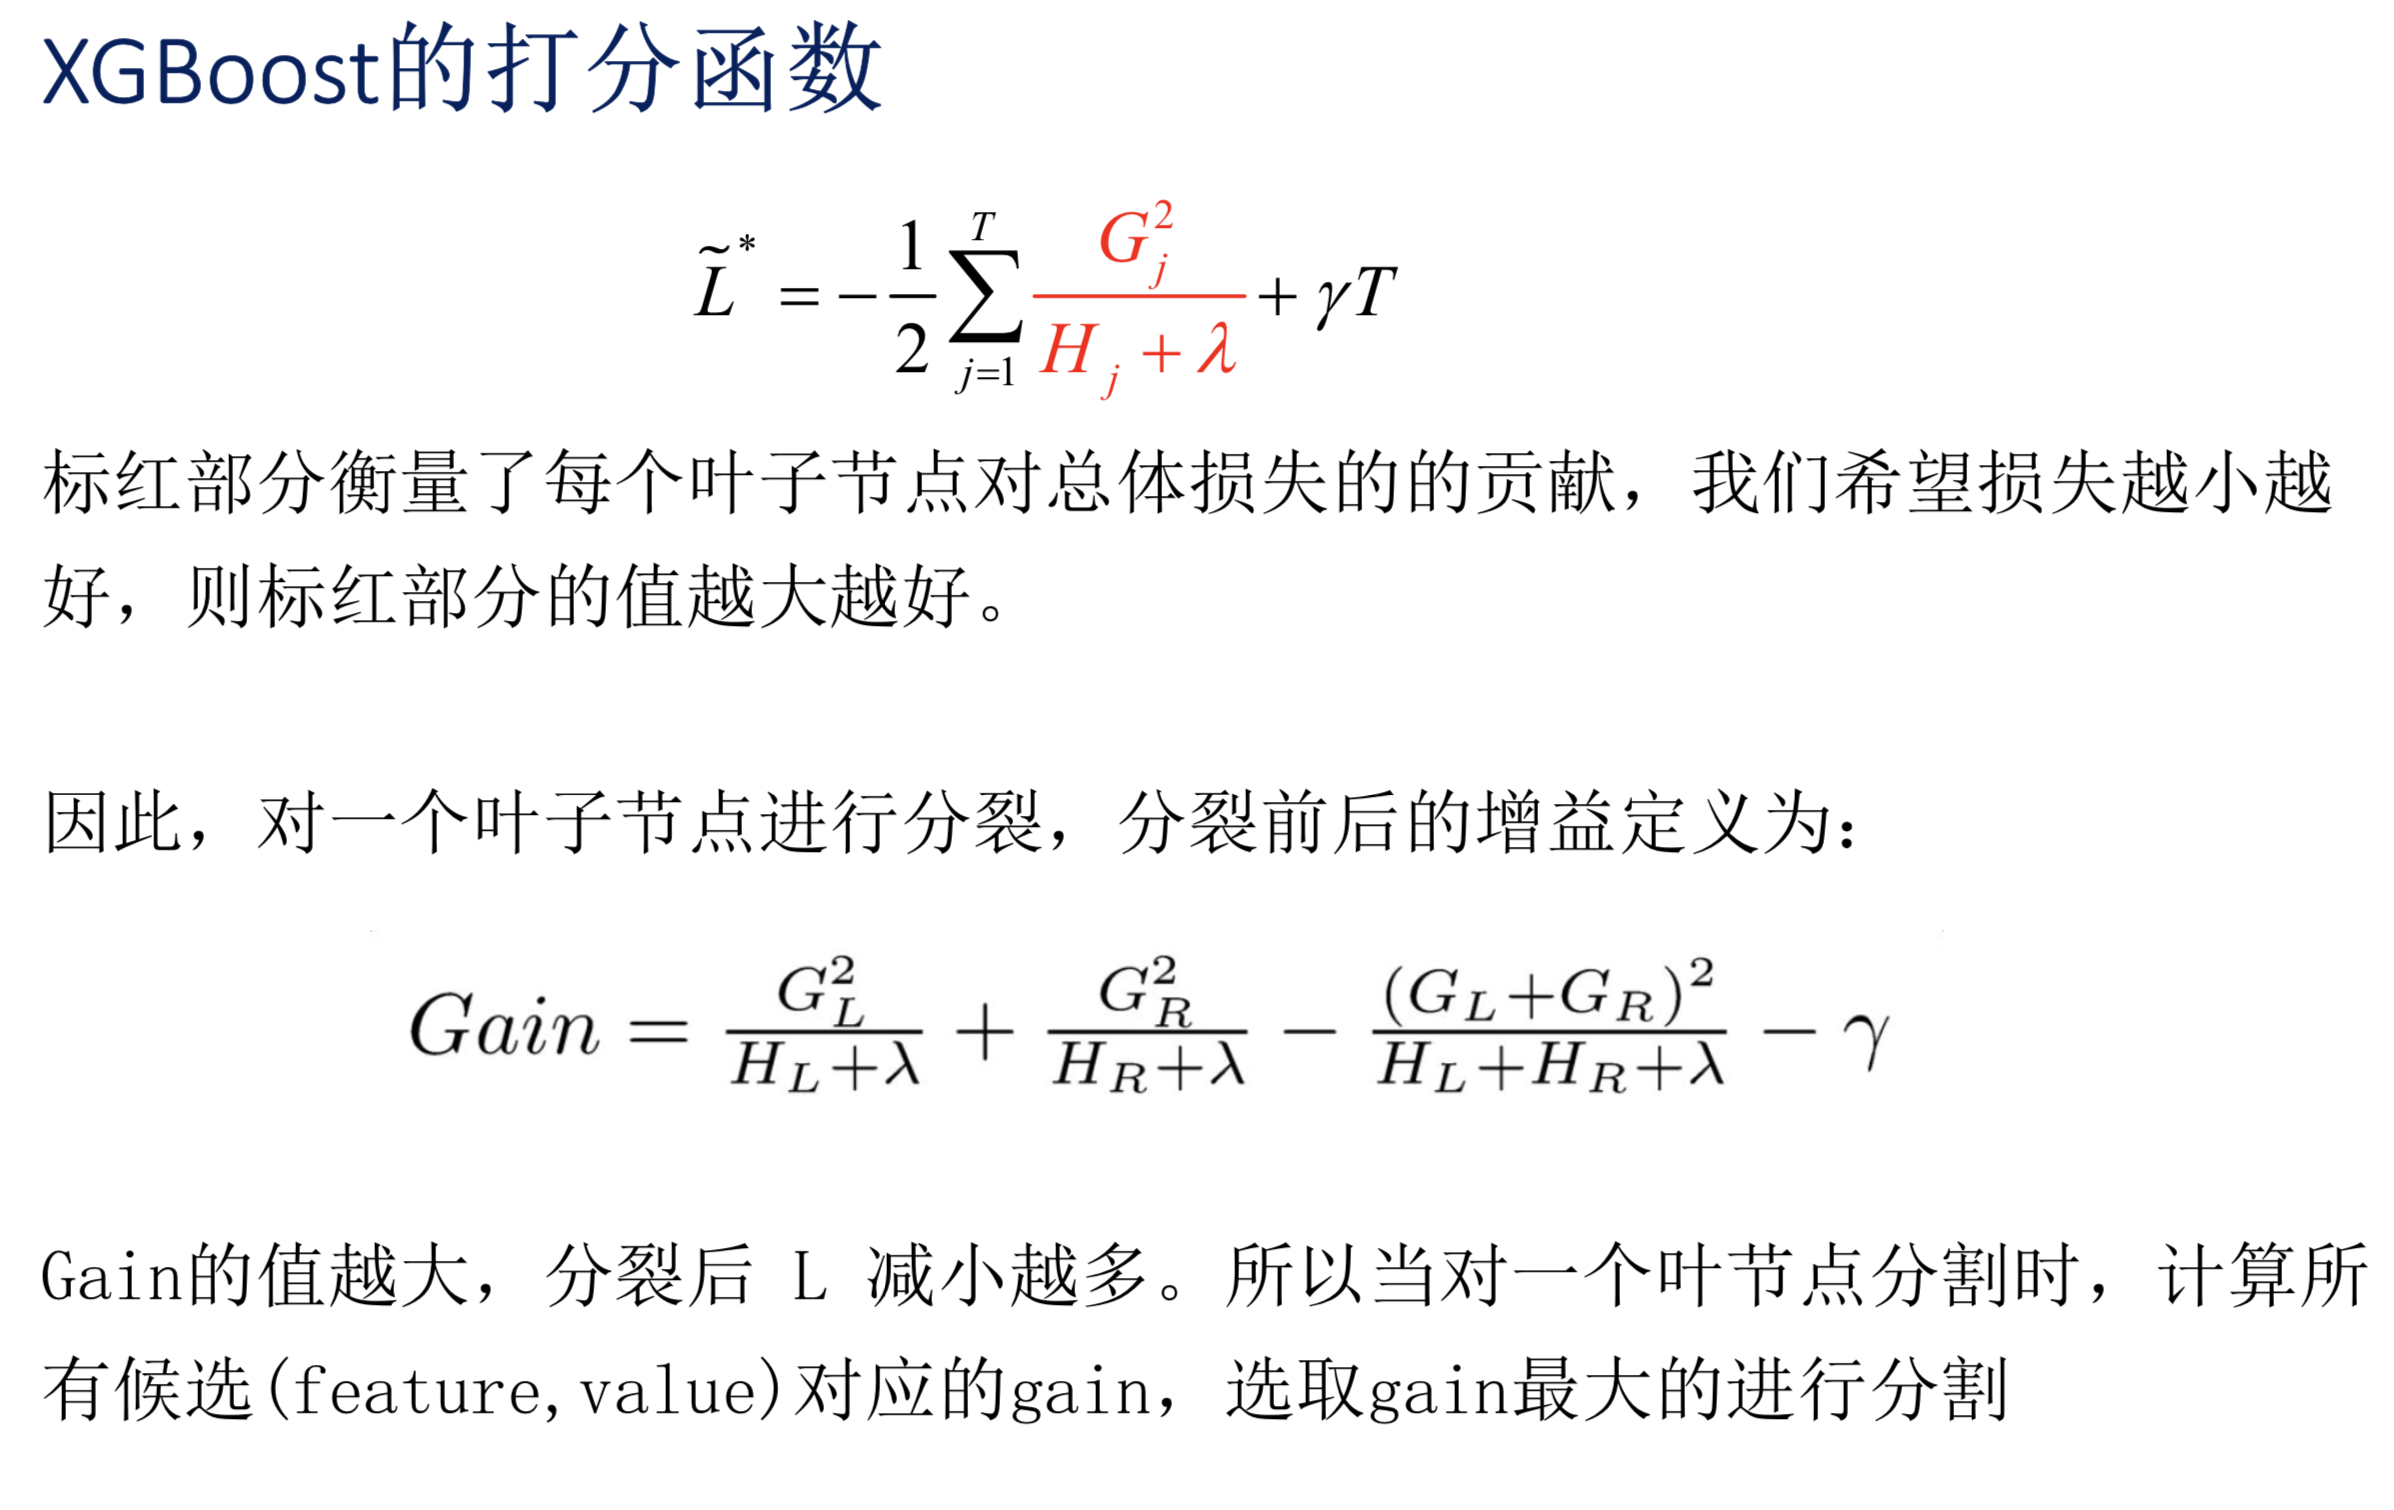 XGBoost的打分函数
$\tilde{L}^{*} = -\frac{1}{2}\sum_{j=1}^{T}\frac{G_j^2}{H_j+\lambda}+\gamma T$
标红部分衡量了每个叶子节点对总体损失的的贡献，我们希望损失越小越
好，则标红部分的值越大越好。
因此，对一个叶子节点进行分裂，分裂前后的增益定义为：
$Gain = \frac{G_L^2}{H_L+\lambda}+\frac{G_R^2}{H_R+\lambda}-\frac{(G_L+G_R)^2}{H_L+H_R+\lambda}-\gamma$
Gain的值越大，分裂后 L 减小越多。所以当对一个叶节点分割时，计算所
有候选(feature,value)对应的gain，选取gain最大的进行分割